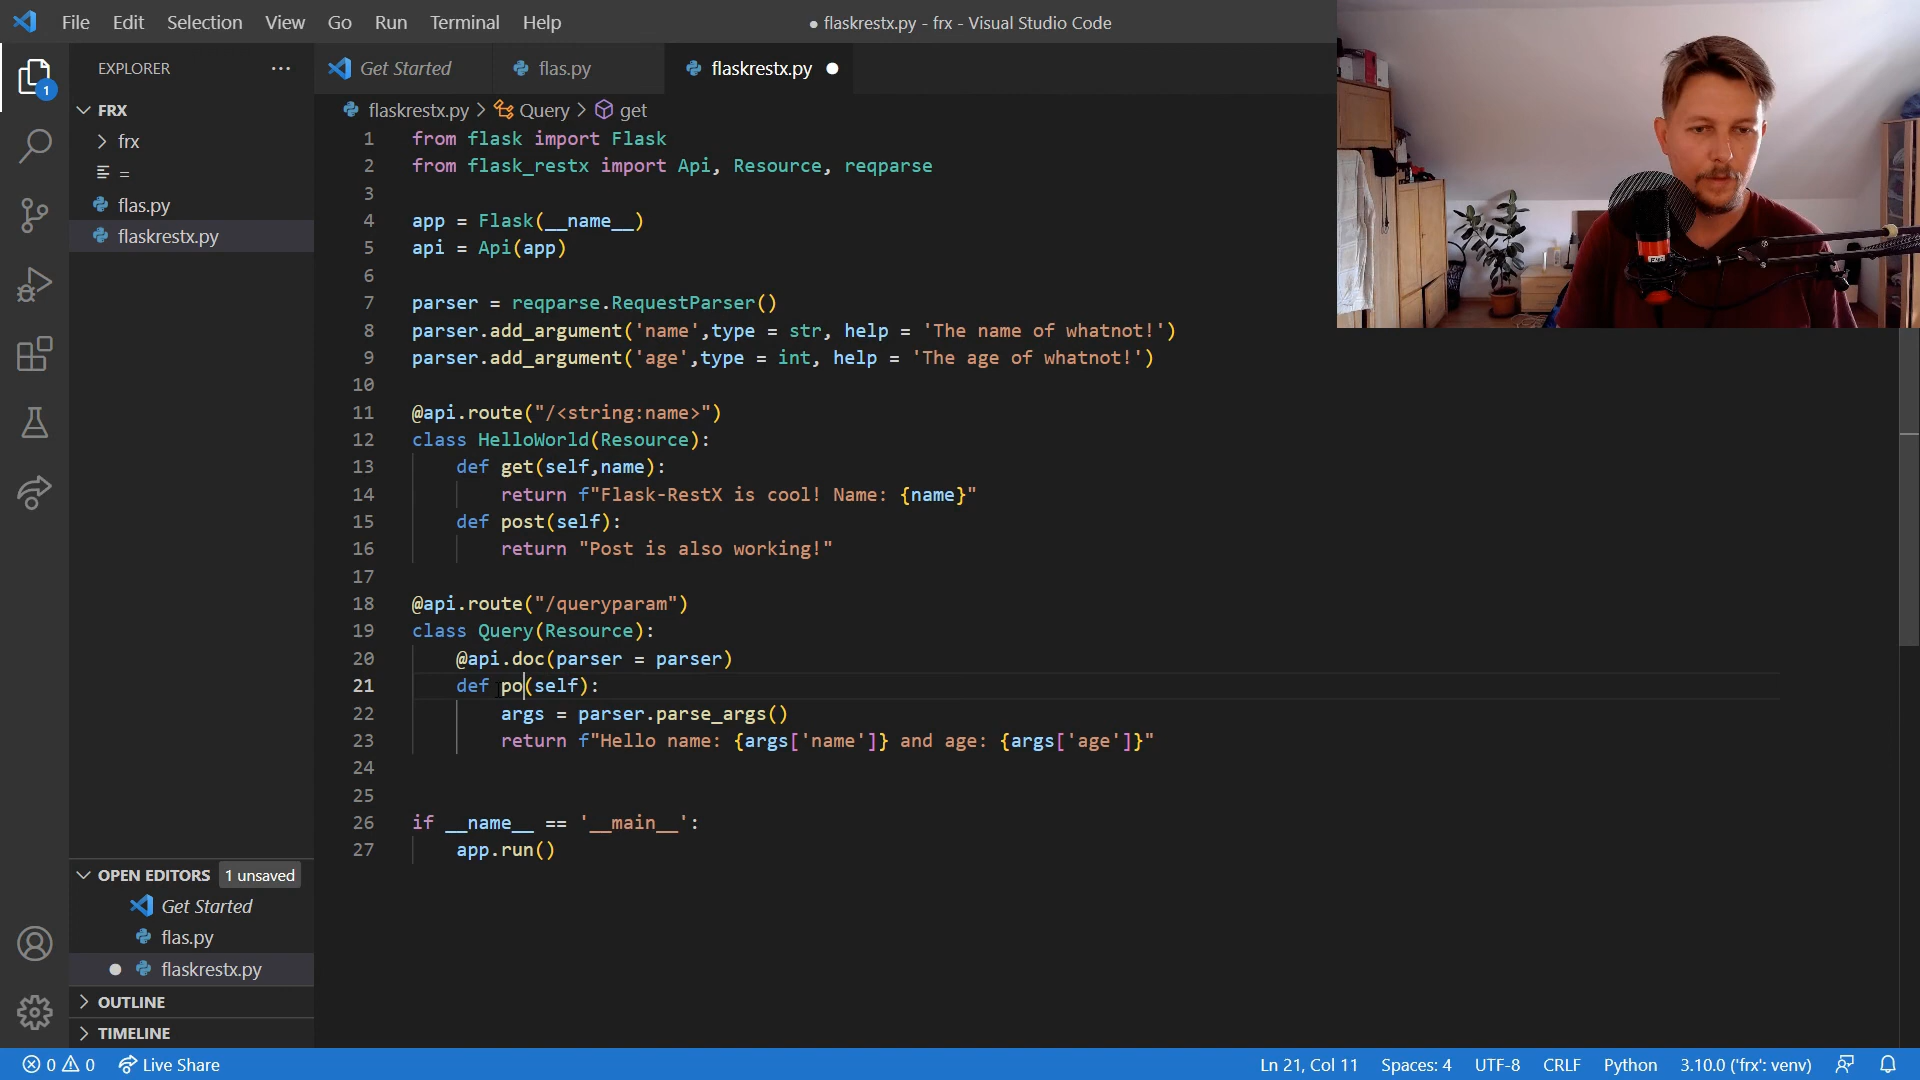 File Edit Selection View Go Run Terminal Help
● flaskrestx.py - frx - Visual Studio Code
EXPLORER ...
Get Started
flas.py
flaskrestx.py ●
1
FRX
frx
=
flas.py
flaskrestx.py
flaskrestx.py > Query > get
1 from flask import Flask
2 from flask_restx import Api, Resource, reqparse
3
4 app = Flask(__name__)
5 api = Api(app)
6
7 parser = reqparse.RequestParser()
8 parser.add_argument('name',type = str, help = 'The name of whatnot!')
9 parser.add_argument('age',type = int, help = 'The age of whatnot!')
10
11 @api.route("/<string:name>")
12 class HelloWorld(Resource):
13 def get(self,name):
14 return f"Flask-RestX is cool! Name: {name}"
15 def post(self):
16 return "Post is also working!"
17
18 @api.route("/queryparam")
19 class Query(Resource):
20 @api.doc(parser = parser)
21 def po(self):
22 args = parser.parse_args()
23 return f"Hello name: {args['name']} and age: {args['age']}"
24
25
26 if __name__ == '__main__':
27 app.run()
OPEN EDITORS 1 unsaved
Get Started
flas.py
● flaskrestx.py
OUTLINE
TIMELINE
0 0 Live Share
Ln 21, Col 11 Spaces: 4 UTF-8 CRLF Python 3.10.0 ('frx': venv)